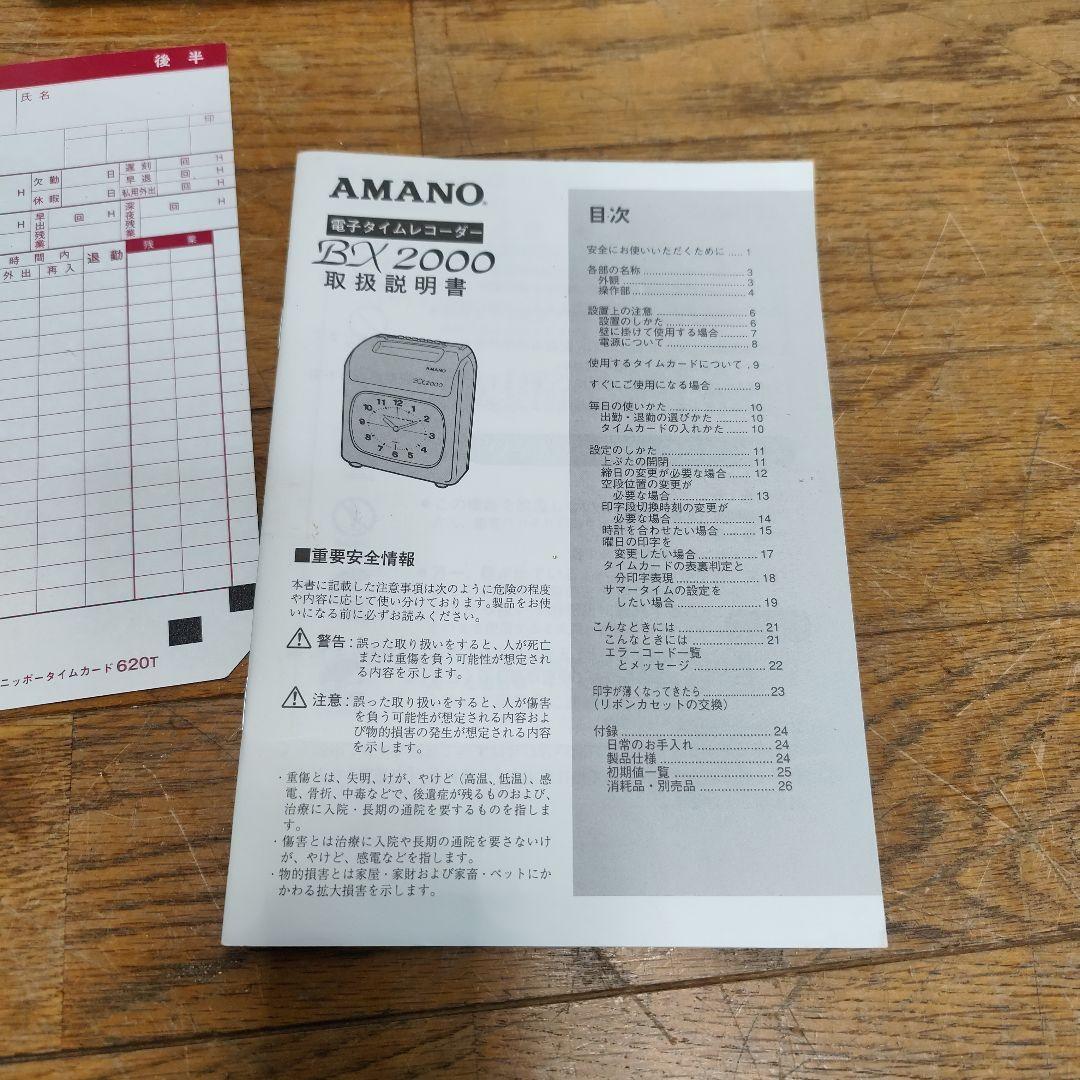 後半
氏名
印
H 欠勤 日 遅刻 回 H
早退 回 H
休暇 日 私用外出 回 H
H 早出残業 回 H 深夜残業 回 H
時間内 退勤 残業
外出 再入
ニッポータイムカード 620T
AMANO
電子タイムレコーダー
BX2000
取扱説明書
AMANO
BX2000
12
1
2
3
4
5
6
7
8
9
10
11
■重要安全情報
本書に記載した注意事項は次のように危険の程度
や内容に応じて使い分けております。製品をお使
いになる前に必ずお読みください。
警告：誤った取り扱いをすると、人が死亡
または重傷を負う可能性が想定され
る内容を示します。
注意：誤った取り扱いをすると、人が傷害
を負う可能性が想定される内容およ
び物的損害の発生が想定される内容
を示します。
・重傷とは、失明、けが、やけど（高温、低温）、感
電、骨折、中毒などで、後遺症が残るものおよび、
治療に入院・長期の通院を要するものを指しま
す。
・傷害とは治療に入院や長期の通院を要さないけ
が、やけど、感電などを指します。
・物的損害とは家屋・家財および家畜・ペットにか
かわる拡大損害を示します。
目次
安全にお使いいただくために ..... 1
各部の名称 ..... 3
外観 ..... 3
操作部 ..... 4
設置上の注意 ..... 6
設置のしかた ..... 6
壁に掛けて使用する場合 ..... 7
電源について ..... 8
使用するタイムカードについて . 9
すぐにご使用になる場合 ..... 9
毎日の使いかた ..... 10
出勤・退勤の選びかた ..... 10
タイムカードの入れかた ..... 10
設定のしかた ..... 11
上ぶたの開閉 ..... 11
締日の変更が必要な場合 ..... 12
空段位置の変更が
必要な場合 ..... 13
印字段切換時刻の変更が
必要な場合 ..... 14
時計を合わせたい場合 ..... 15
曜日の印字を
変更したい場合 ..... 17
タイムカードの表裏判定と
分印字表現 ..... 18
サマータイムの設定を
したい場合 ..... 19
こんなときには ..... 21
こんなときには ..... 21
エラーコード一覧
とメッセージ ..... 22
印字が薄くなってきたら ..... 23
（リボンカセットの交換）
付録 ..... 24
日常のお手入れ ..... 24
製品仕様 ..... 24
初期値一覧 ..... 25
消耗品・別売品 ..... 26